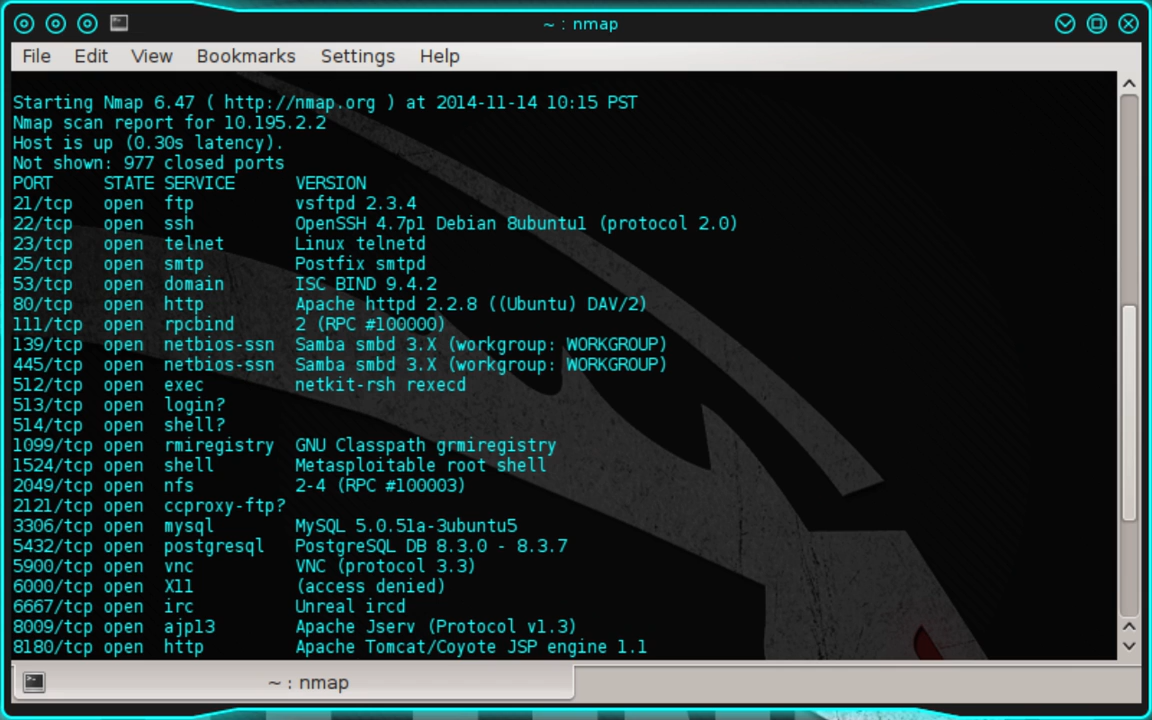 ~ : nmap
File Edit View Bookmarks Settings Help
Starting Nmap 6.47 ( http://nmap.org ) at 2014-11-14 10:15 PST
Nmap scan report for 10.195.2.2
Host is up (0.30s latency).
Not shown: 977 closed ports
PORT STATE SERVICE VERSION
21/tcp open ftp vsftpd 2.3.4
22/tcp open ssh OpenSSH 4.7p1 Debian 8ubuntu1 (protocol 2.0)
23/tcp open telnet Linux telnetd
25/tcp open smtp Postfix smtpd
53/tcp open domain ISC BIND 9.4.2
80/tcp open http Apache httpd 2.2.8 ((Ubuntu) DAV/2)
111/tcp open rpcbind 2 (RPC #100000)
139/tcp open netbios-ssn Samba smbd 3.X (workgroup: WORKGROUP)
445/tcp open netbios-ssn Samba smbd 3.X (workgroup: WORKGROUP)
512/tcp open exec netkit-rsh rexecd
513/tcp open login?
514/tcp open shell?
1099/tcp open rmiregistry GNU Classpath grmiregistry
1524/tcp open shell Metasploitable root shell
2049/tcp open nfs 2-4 (RPC #100003)
2121/tcp open ccproxy-ftp?
3306/tcp open mysql MySQL 5.0.51a-3ubuntu5
5432/tcp open postgresql PostgreSQL DB 8.3.0 - 8.3.7
5900/tcp open vnc VNC (protocol 3.3)
6000/tcp open X11 (access denied)
6667/tcp open irc Unreal ircd
8009/tcp open ajp13 Apache Jserv (Protocol v1.3)
8180/tcp open http Apache Tomcat/Coyote JSP engine 1.1
~ : nmap